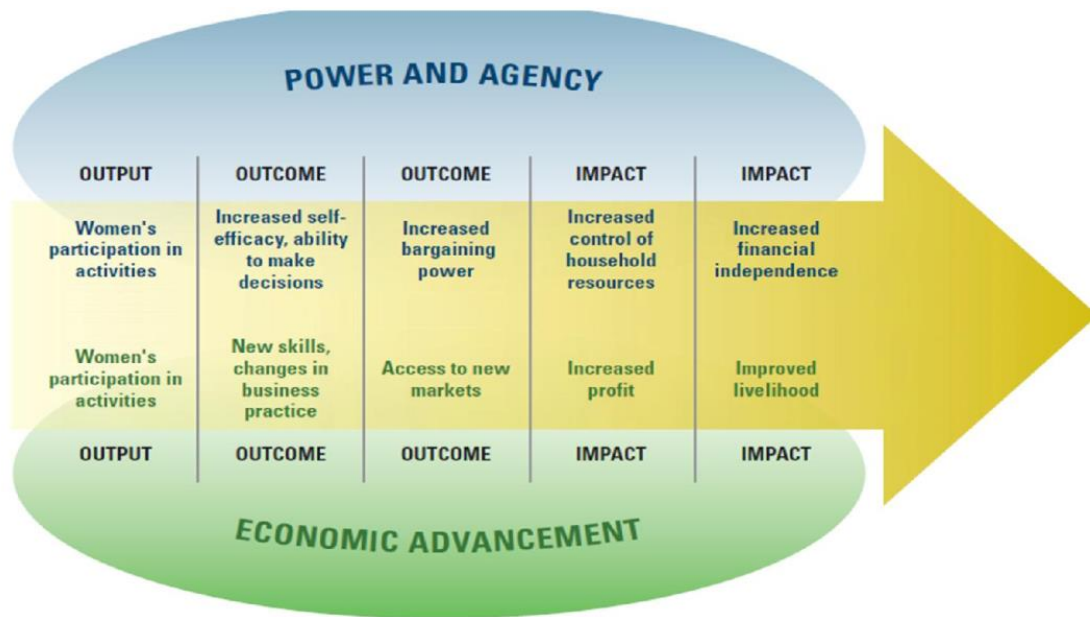 POWER AND AGENCY
OUTPUT OUTCOME OUTCOME IMPACT IMPACT
Women's
participation in
activities
Increased self-
efficacy, ability
to make
decisions
Increased
bargaining
power
Increased
control of
household
resources
Increased
financial
independence
Women's
participation in
activities
New skills,
changes in
business
practice
Access to new
markets
Increased
profit
Improved
livelihood
OUTPUT OUTCOME OUTCOME IMPACT IMPACT
ECONOMIC ADVANCEMENT